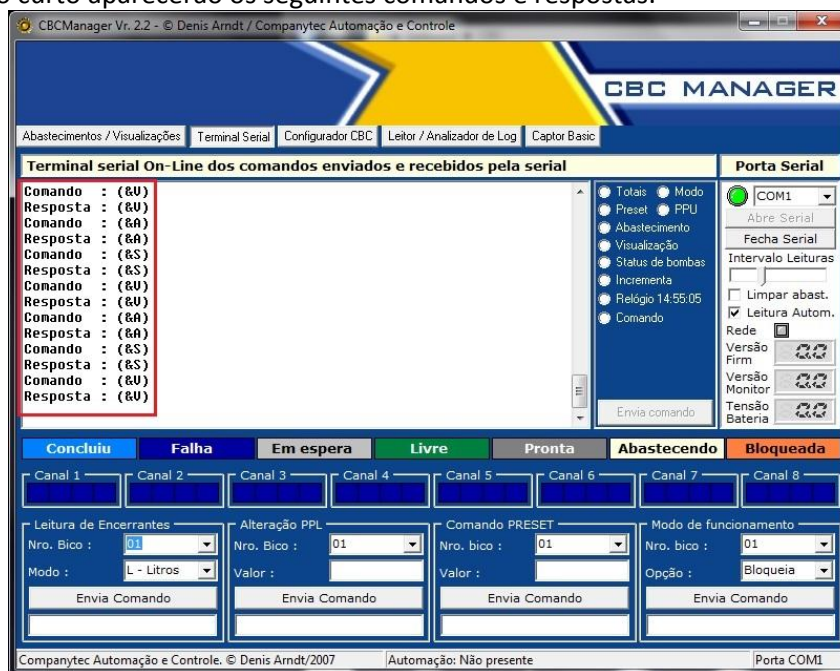 o curto aparecerão os seguintes comandos e respostas:
CBCManager Vr. 2.2 - © Denis Arndt / Companytec Automação e Controle
CBC MANAGER
Abastecimentos / Visualizações Terminal Serial Configurador CBC Leitor / Analizador de Log Captor Basic
Terminal serial On-Line dos comandos enviados e recebidos pela serial
Porta Serial
Comando : (&V)
Resposta : (&V)
Comando : (&A)
Resposta : (&A)
Comando : (&S)
Resposta : (&S)
Comando : (&V)
Resposta : (&V)
Comando : (&A)
Resposta : (&A)
Comando : (&S)
Resposta : (&S)
Comando : (&V)
Resposta : (&V)
Totais Modo
Preset PPU
Abastecimento
Visualização
Status de bombas
Incrementa
Relógio 14:55:05
Comando
Envia comando
COM1
Abre Serial
Fecha Serial
Intervalo Leituras
Limpar abast.
Leitura Autom.
Rede
Versão Firm
Versão Monitor
Tensão Bateria
Concluiu Falha Em espera Livre Pronta Abastecendo Bloqueada
Canal 1 Canal 2 Canal 3 Canal 4 Canal 5 Canal 6 Canal 7 Canal 8
Leitura de Encerrantes
Nro. Bico : 01
Modo : L - Litros
Envia Comando
Alteração PPL
Nro. Bico : 01
Valor :
Envia Comando
Comando PRESET
Nro. bico : 01
Valor :
Envia Comando
Modo de funcionamento
Nro. bico : 01
Opção : Bloqueia
Envia Comando
Companytec Automação e Controle. © Denis Arndt/2007 Automação: Não presente Porta COM1